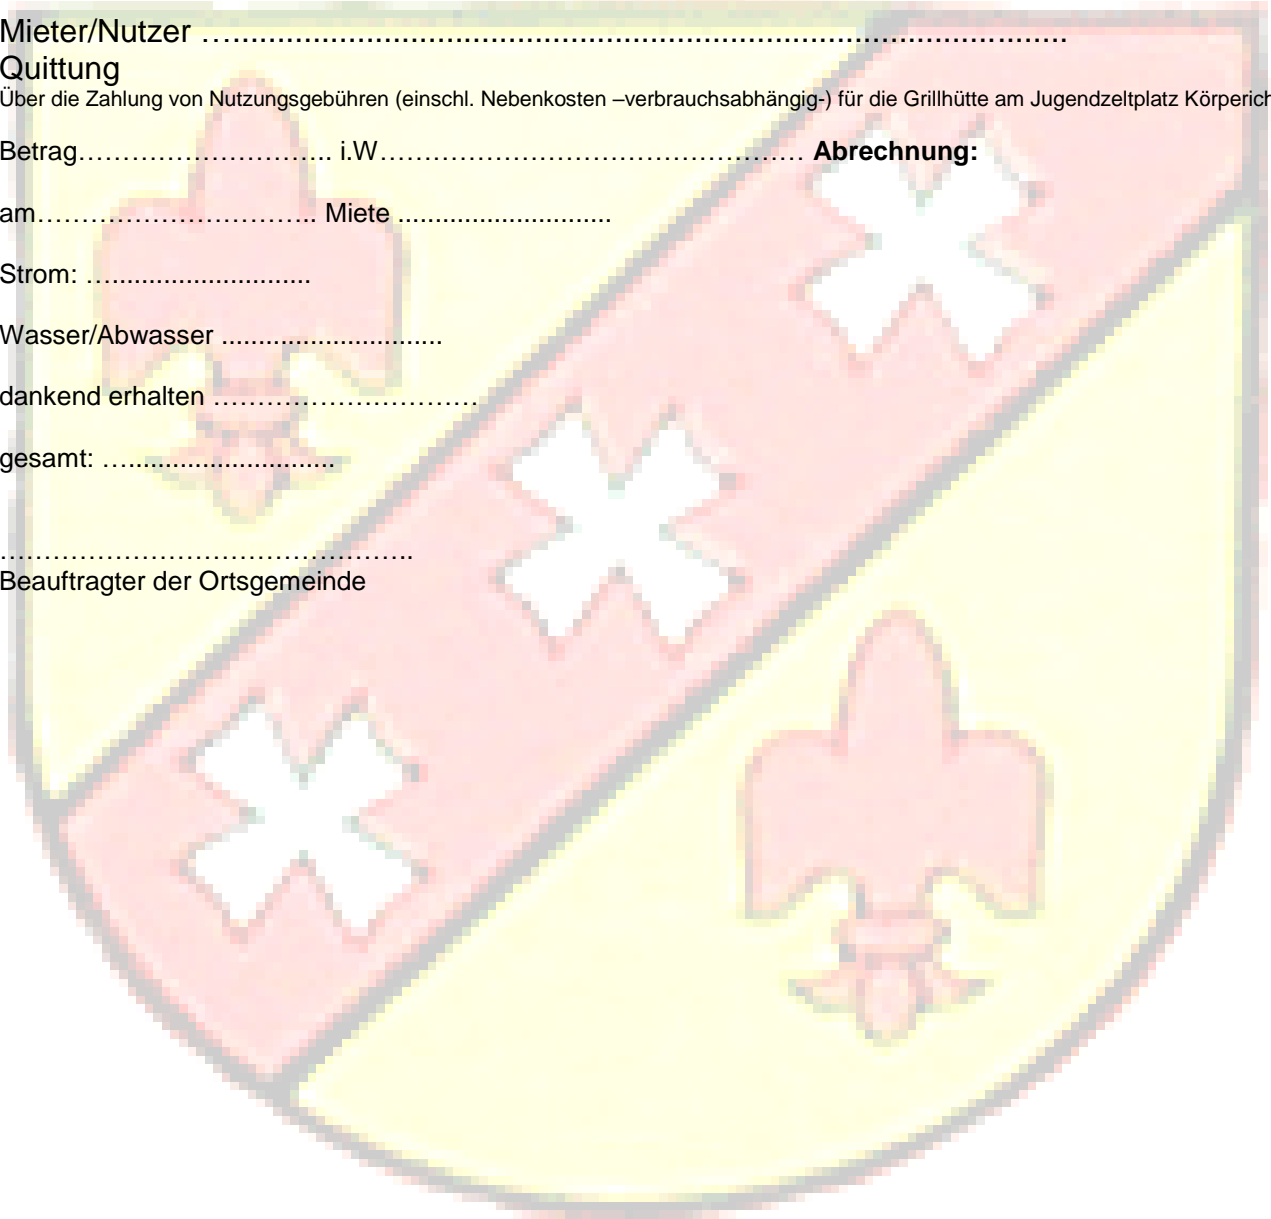 Mieter/Nutzer ….......................................................................................….
Quittung
Über die Zahlung von Nutzungsgebühren (einschl. Nebenkosten –verbrauchsabhängig-) für die Grillhütte am Jugendzeltplatz Körperich
Betrag……………………….. i.W………………………………………… Abrechnung:
am………………………….. Miete ............................
Strom: …..........................
Wasser/Abwasser .............................
dankend erhalten …………………………
gesamt: …...........................
………………………………………..
Beauftragter der Ortsgemeinde